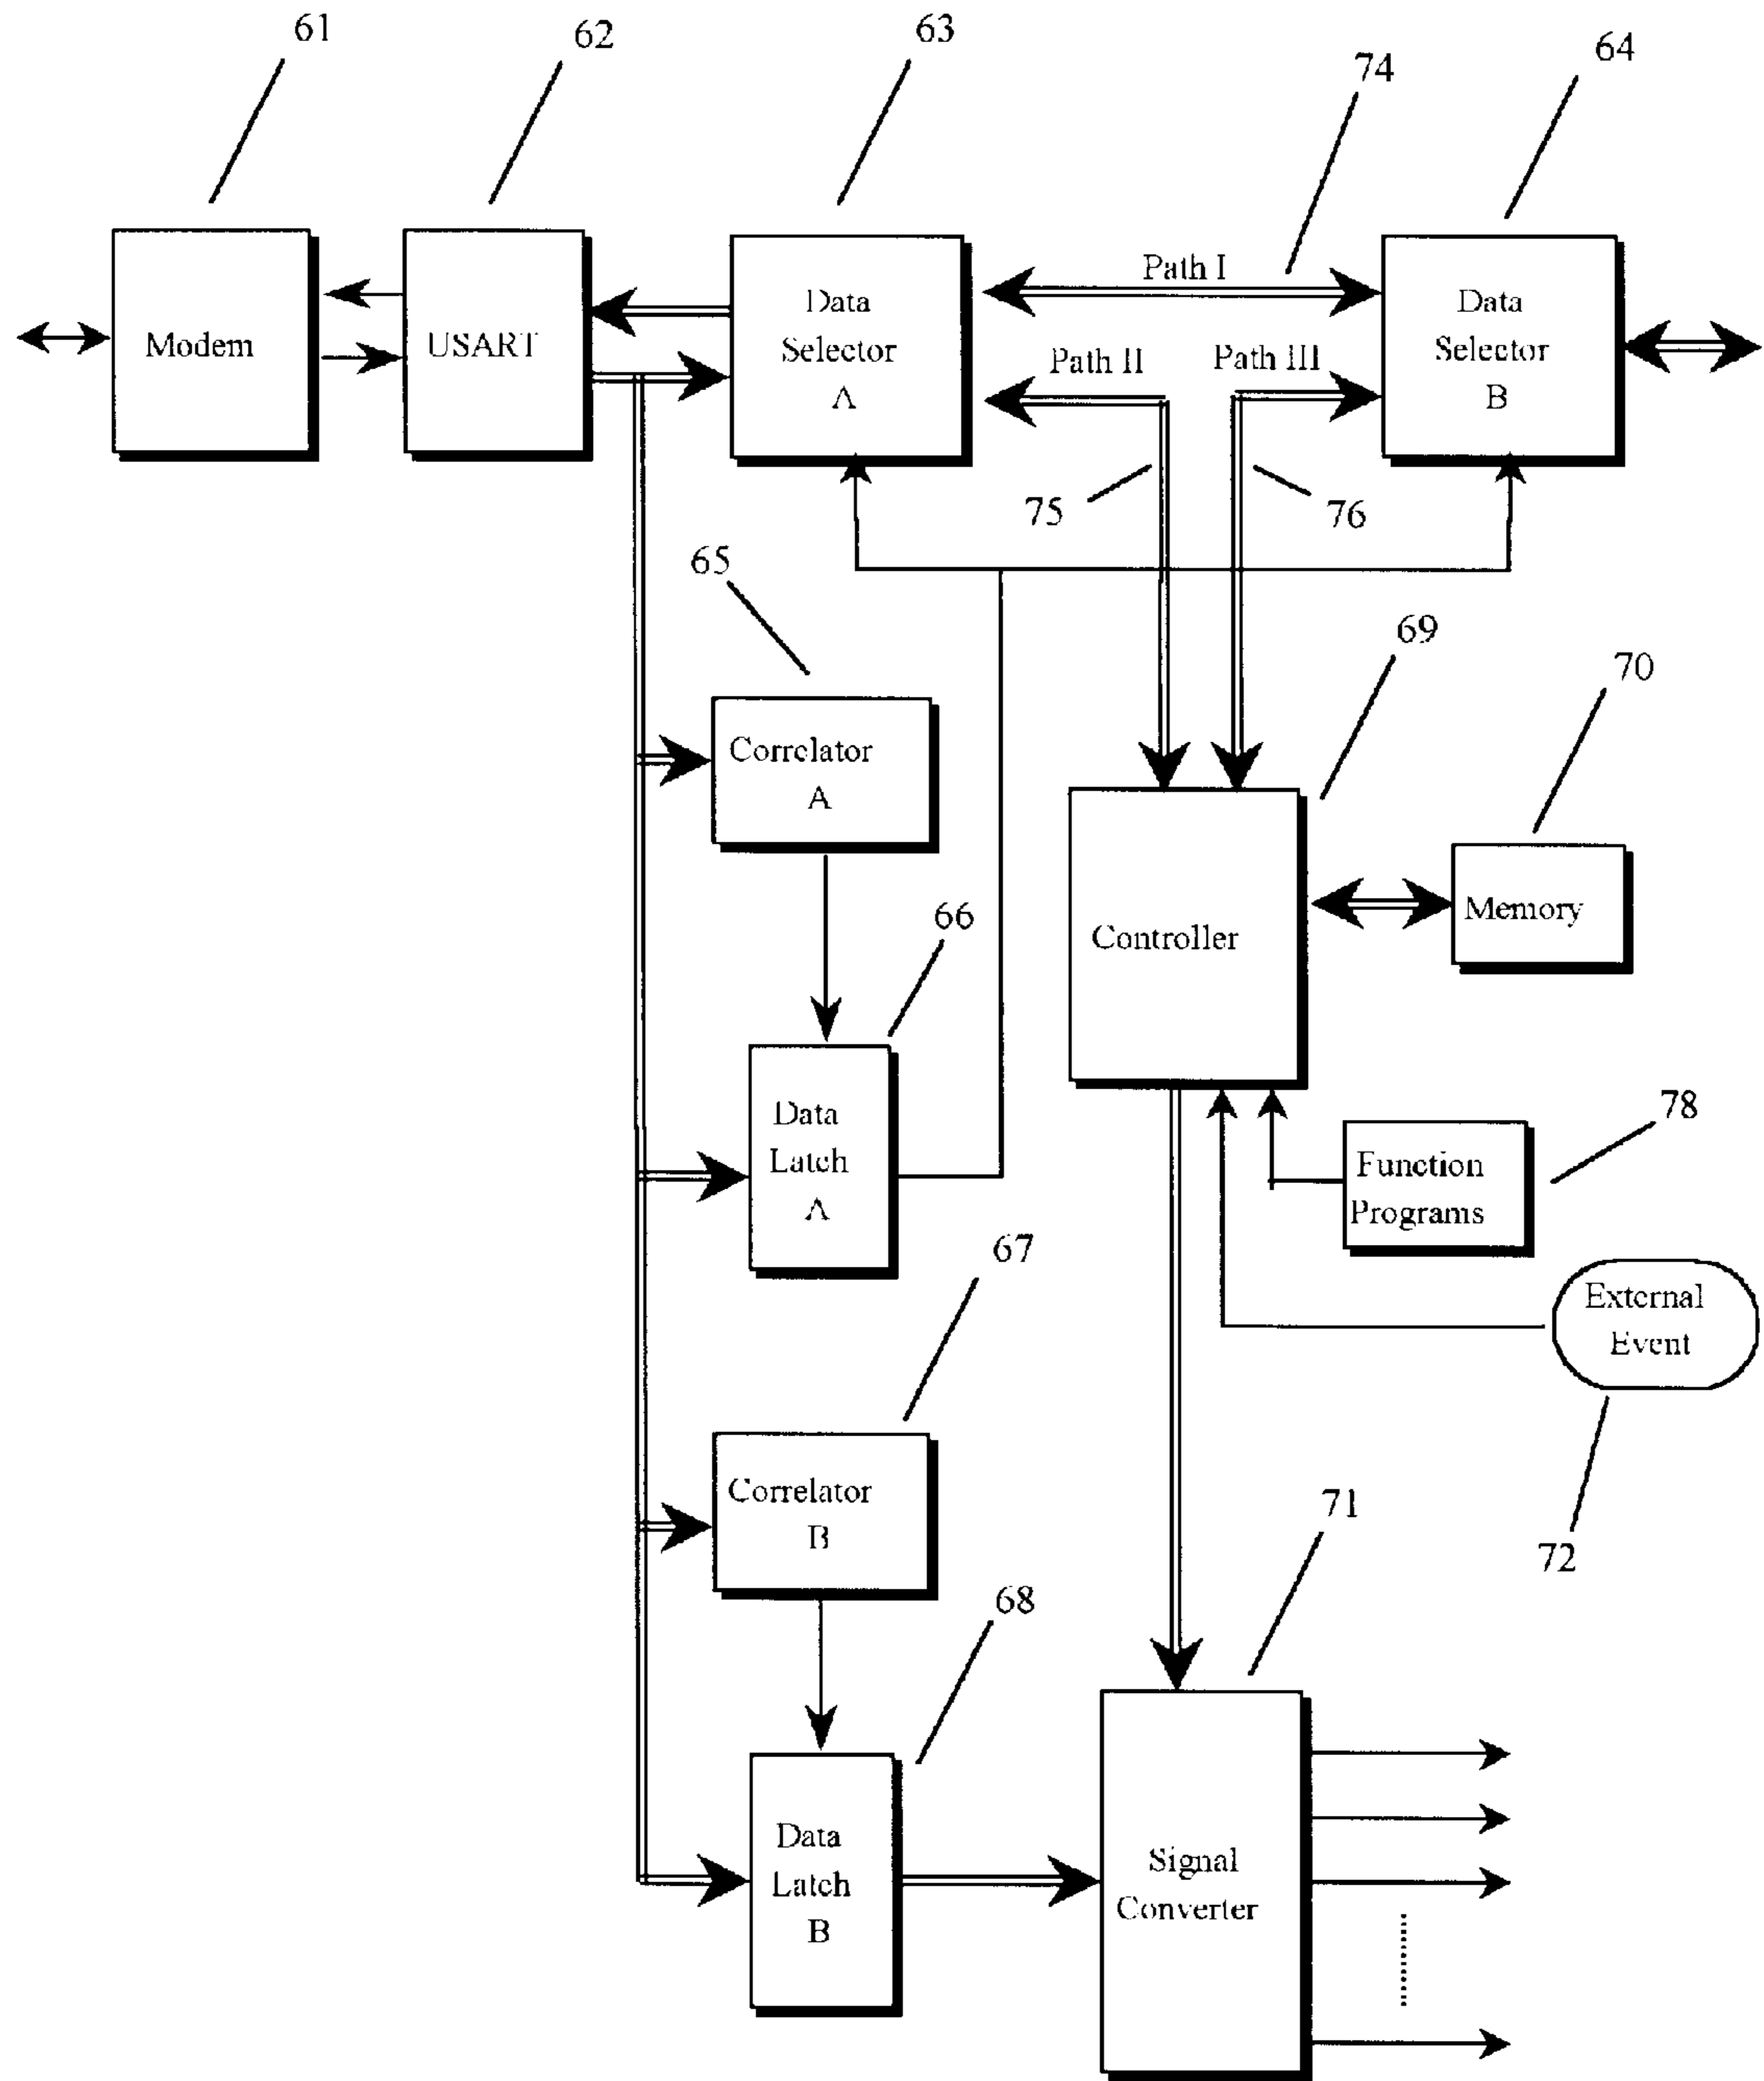 61
62
63
74
64
Modem
USART
Data
Selector
A
Path I
Data
Selector
B
Path II
Path III
75
76
65
69
70
Correlator
A
66
Memory
Controller
Data
Latch
A
78
Function
Programs
67
External
Event
Correlator
B
71
72
68
Data
Latch
B
Signal
Converter